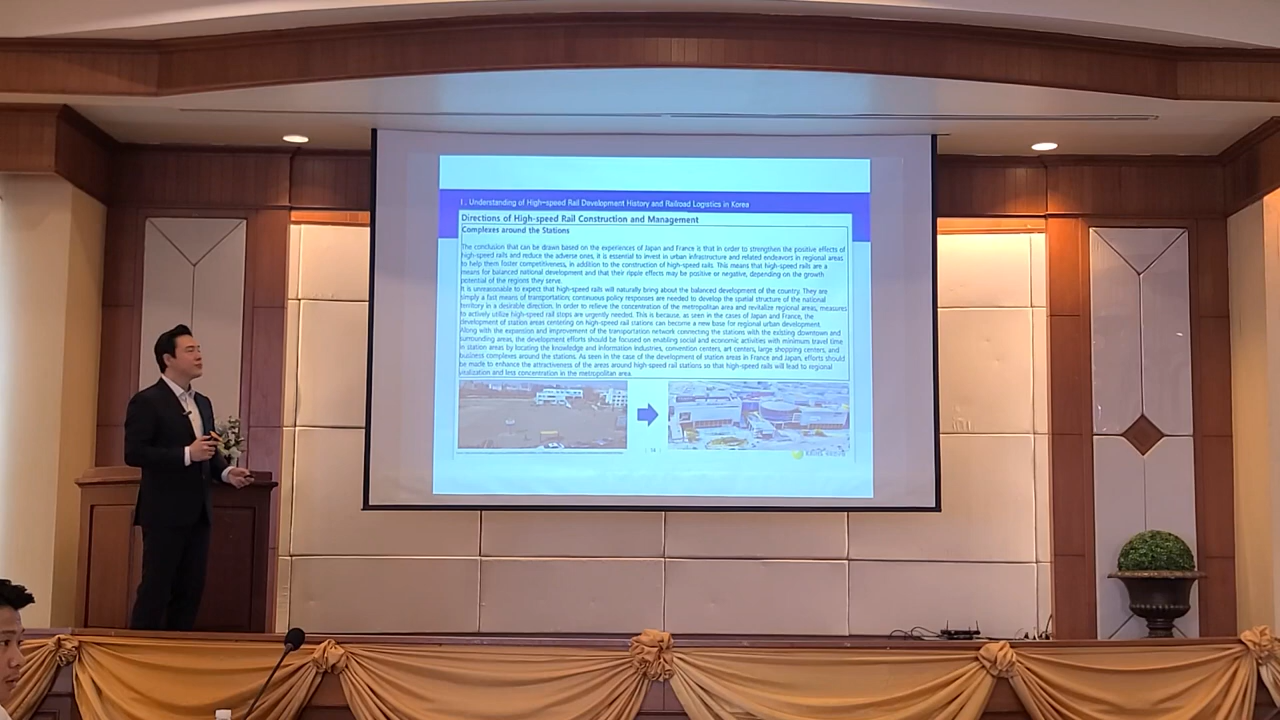 I. Understanding of High-speed Rail Development History and Railroad Logistics in Korea
Directions of High-speed Rail Construction and Management
Complexes around the Stations
The conclusion that can be drawn based on the experiences of Japan and France is that in order to strengthen the positive effects of
high-speed rails and reduce the adverse ones, it is essential to invest in urban infrastructure and related endeavors in regional areas
to help them foster competitiveness, in addition to the construction of high-speed rails. This means that high-speed rails are a
means for balanced national development and that their ripple effects may be positive or negative, depending on the growth
potential of the regions they serve.
It is unreasonable to expect that high-speed rails will naturally bring about the balanced development of the country. They are
simply a fast means of transportation; continuous policy responses are needed to develop the spatial structure of the national
territory in a desirable direction. In order to relieve the concentration of the metropolitan area and revitalize regional areas, measures
to actively utilize high-speed rail stops are urgently needed. This is because, as seen in the cases of Japan and France, the
development of station areas centering on high-speed rail stations can become a new base for regional urban development.
Along with the expansion and improvement of the transportation network connecting the stations with the existing downtown and
surrounding areas, the development efforts should be focused on enabling social and economic activities with minimum travel time
in station areas by locating the knowledge and information industries, convention centers, art centers, large shopping centers, and
business complexes around the stations. As seen in the case of the development of station areas in France and Japan, efforts should
be made to enhance the attractiveness of the areas around high-speed rail stations so that high-speed rails will lead to regional
vitalization and less concentration in the metropolitan area.
| 14 |